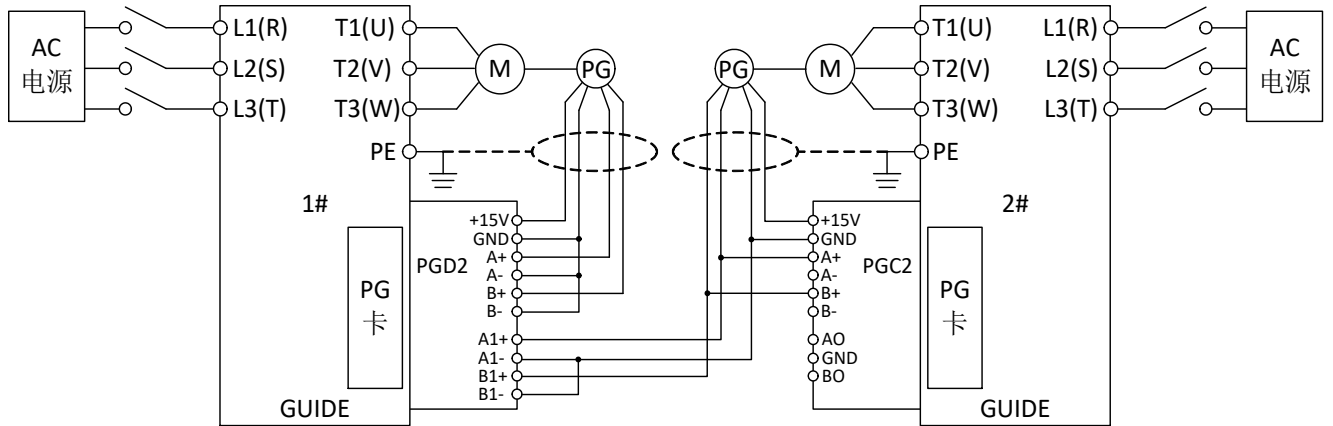 AC
电源
L1(R)
L2(S)
L3(T)
T1(U)
T2(V)
T3(W)
PE
M
PG
1#
PG
卡
GUIDE
PGD2
+15V
GND
A+
A-
B+
B-
A1+
A1-
B1+
B1-
PG
M
T1(U)
T2(V)
T3(W)
PE
L1(R)
L2(S)
L3(T)
AC
电源
2#
PGC2
+15V
GND
A+
A-
B+
B-
AO
GND
BO
PG
卡
GUIDE